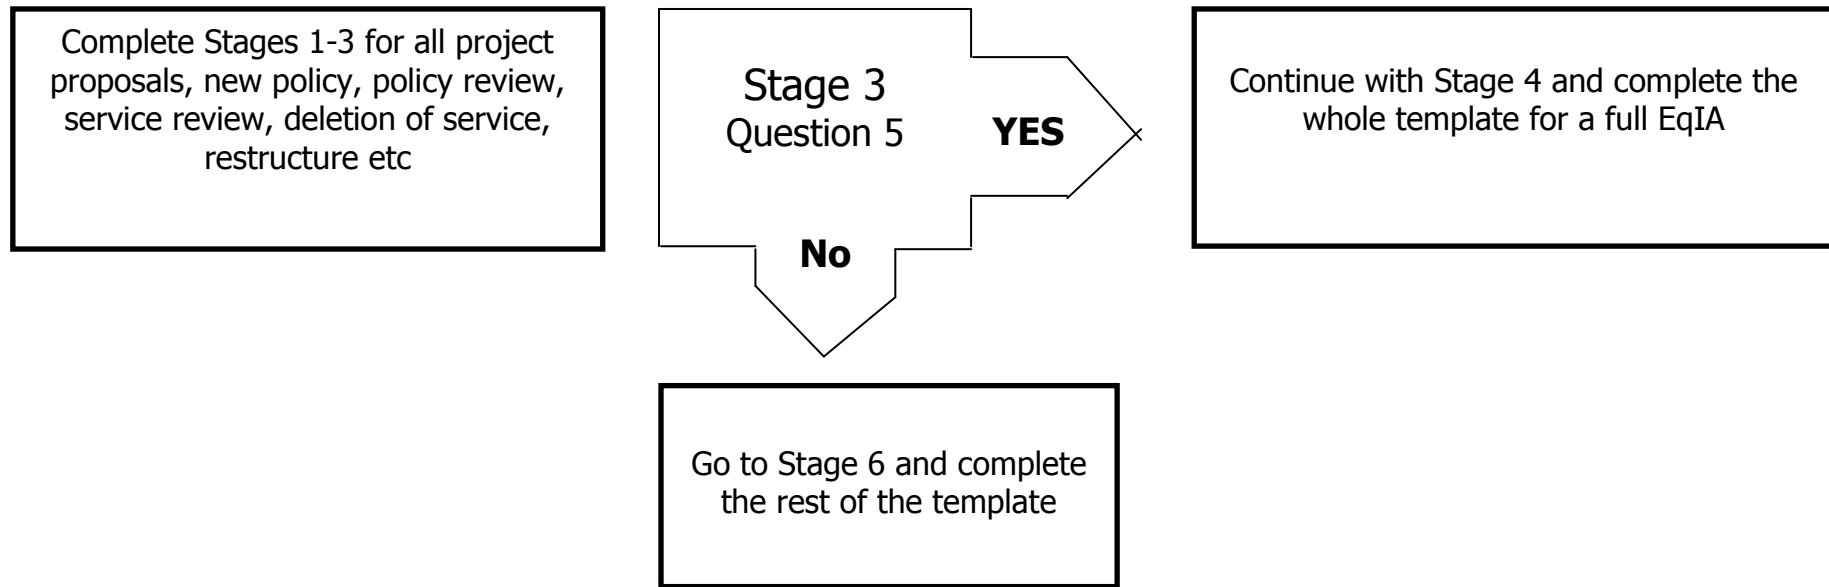 Complete Stages 1-3 for all project
proposals, new policy, policy review,
service review, deletion of service,
restructure etc
Stage 3
Question 5
YES
No
Continue with Stage 4 and complete the
whole template for a full EqIA
Go to Stage 6 and complete
the rest of the template